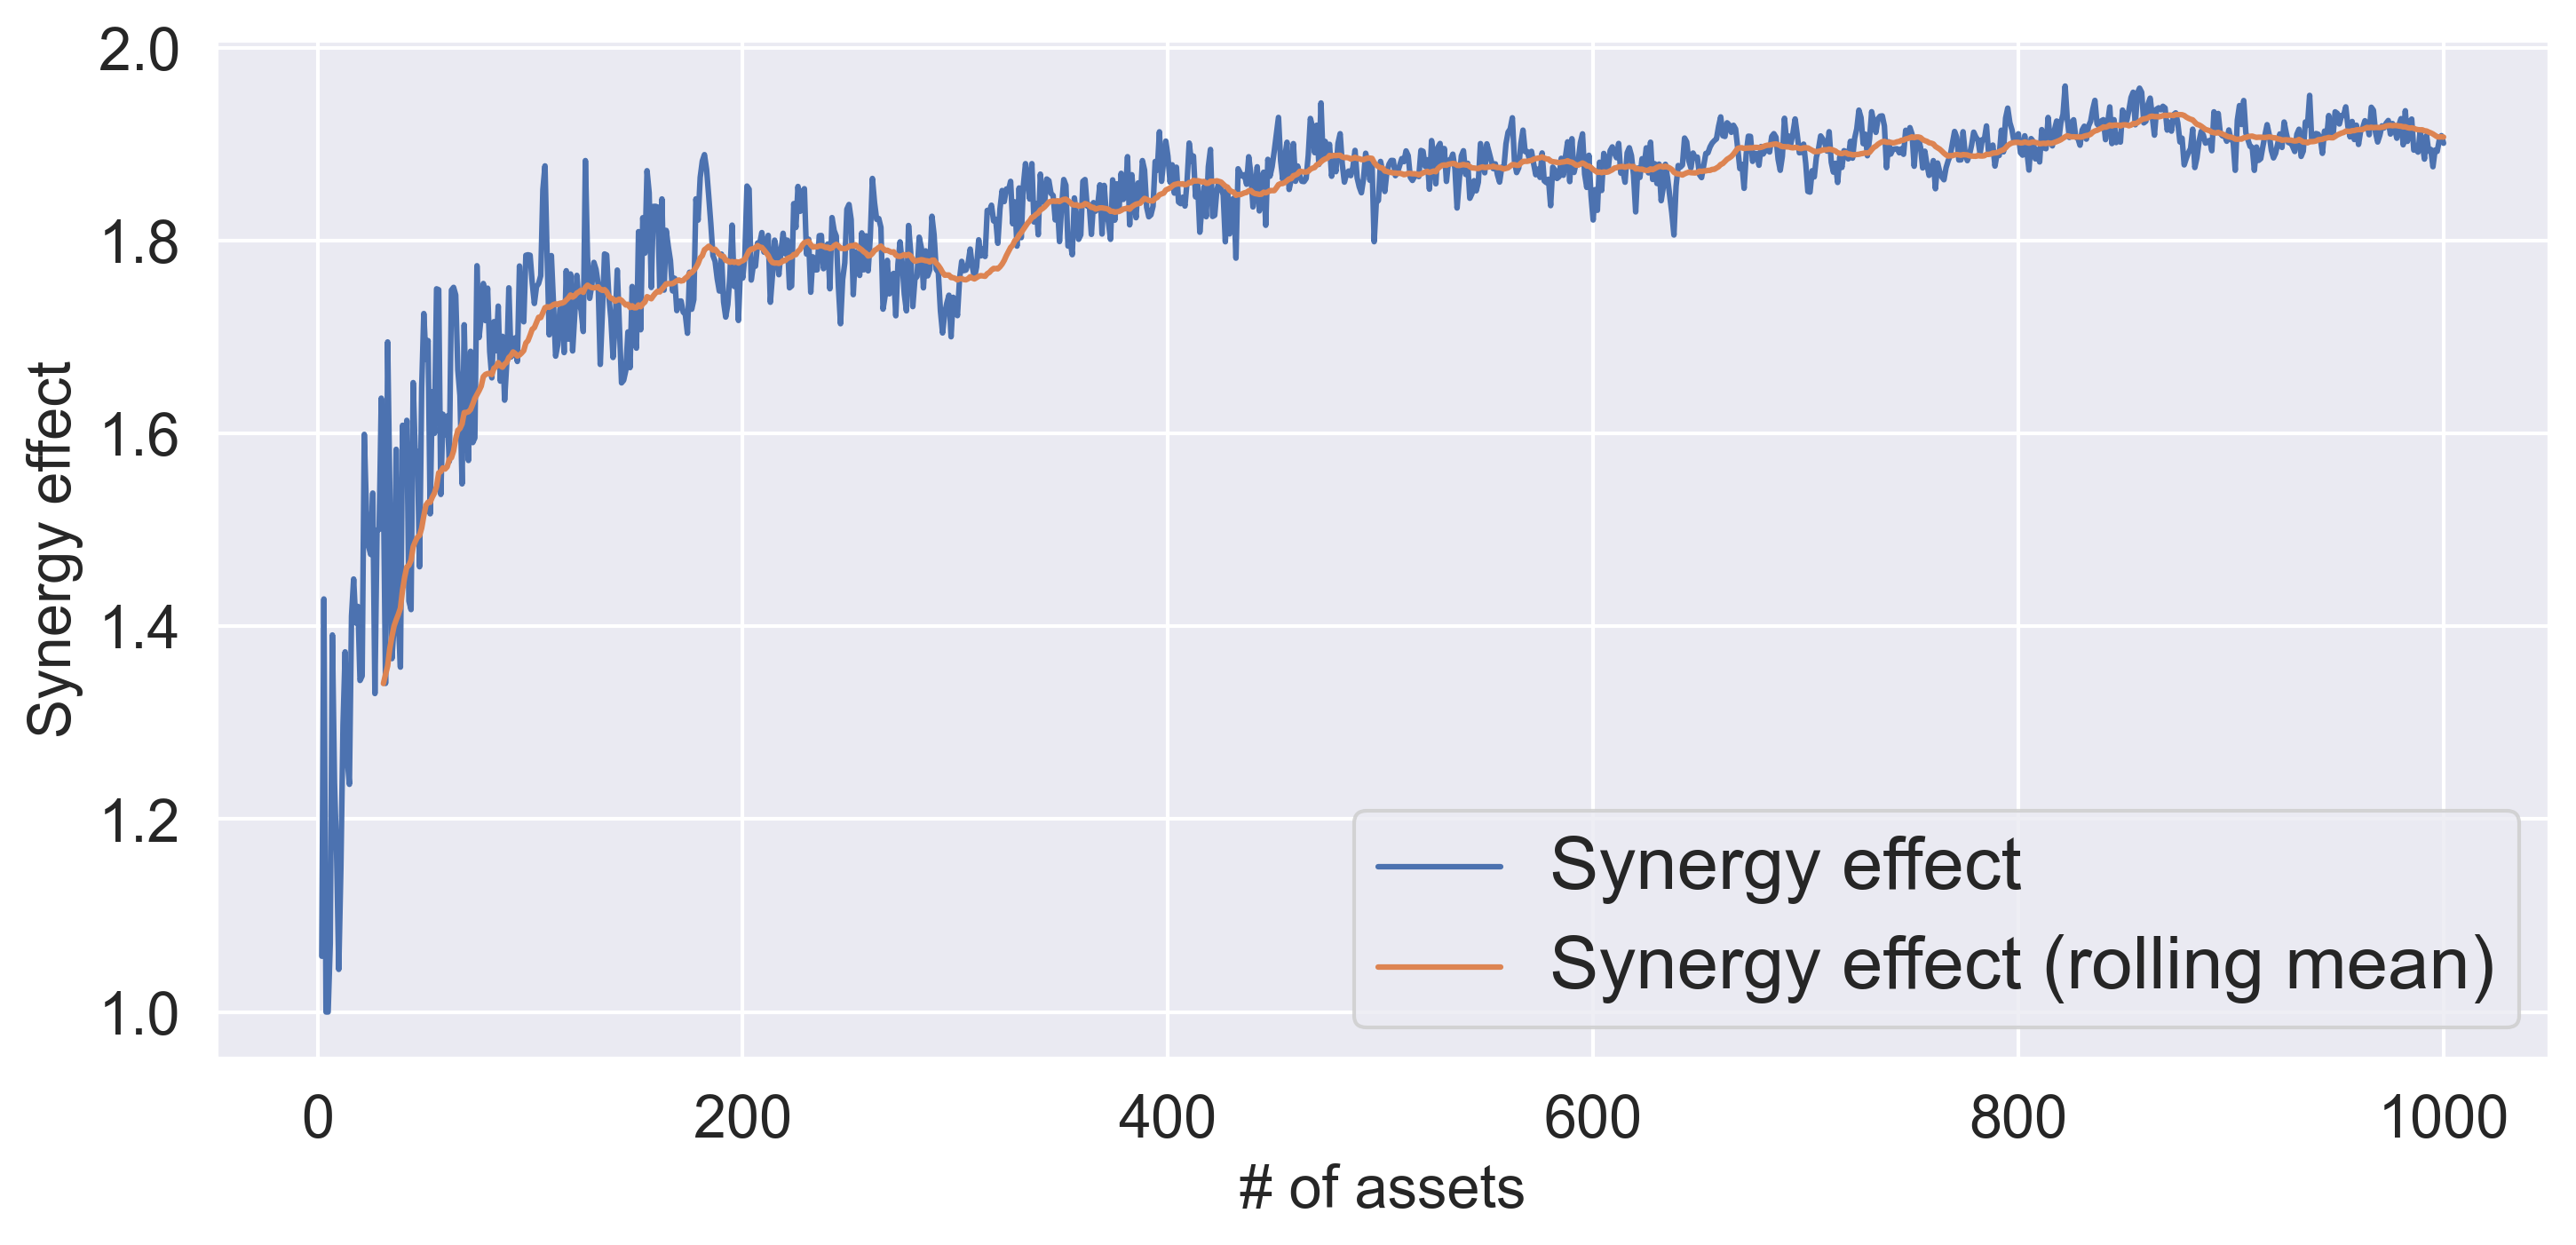 2.0
1.8
1.6
1.4
1.2
1.0
Synergy effect
0 200 400 600 800 1000
# of assets
Synergy effect
Synergy effect (rolling mean)